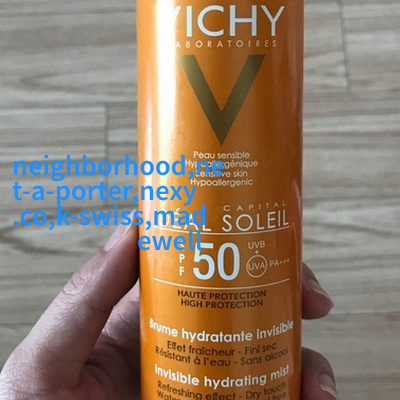 VICHY
LABORATOIRES
V
Peau sensible
Hypoallergénique
Sensitive skin
Hypoallergenic
neighborhood,ne
t-a-porter,nexy
.co,k-swiss,mad
ewell
CAPITAL
SOLEIL
SPF 50 UVB + UVA PA+++
HAUTE PROTECTION
HIGH PROTECTION
Brume hydratante invisible
Effet fraîcheur - Fini sec
Résistant à l'eau - Sans alcool
Invisible hydrating mist
Refreshing effect - Dry touch